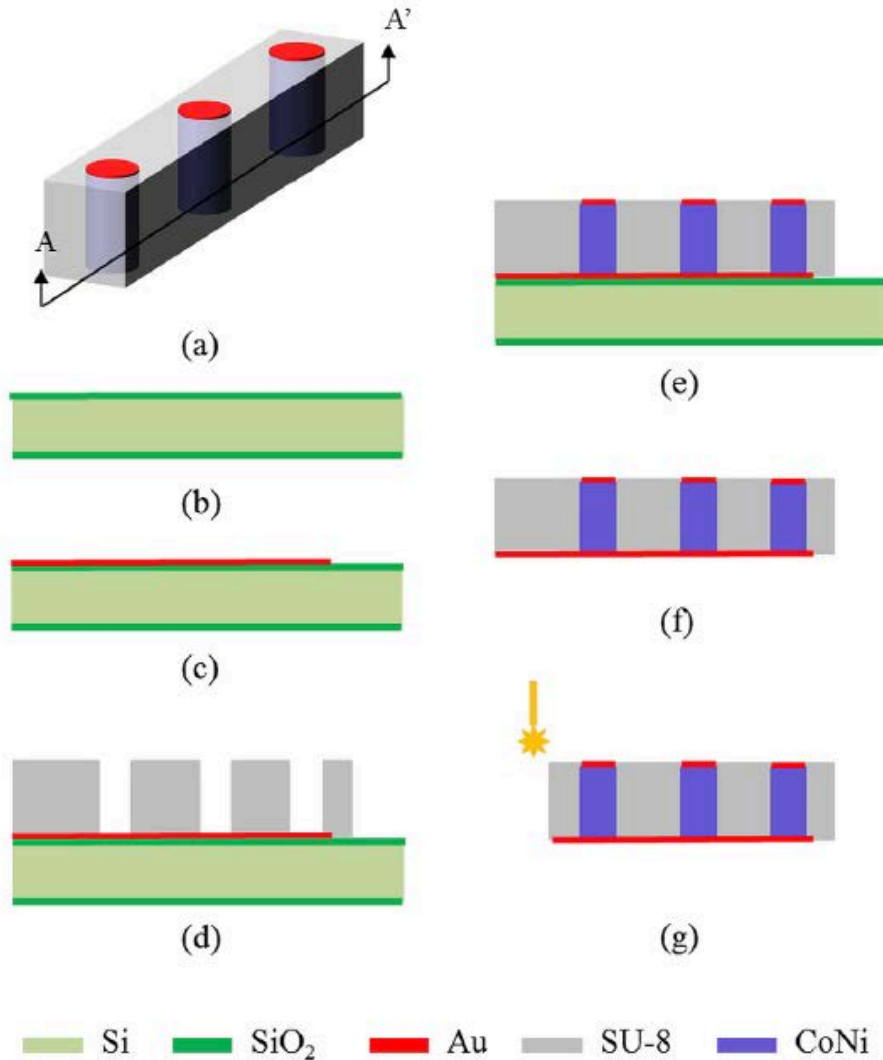 A’
A
(a)
(b)
(c)
(d)
(e)
(f)
(g)
Si SiO₂ Au SU-8 CoNi